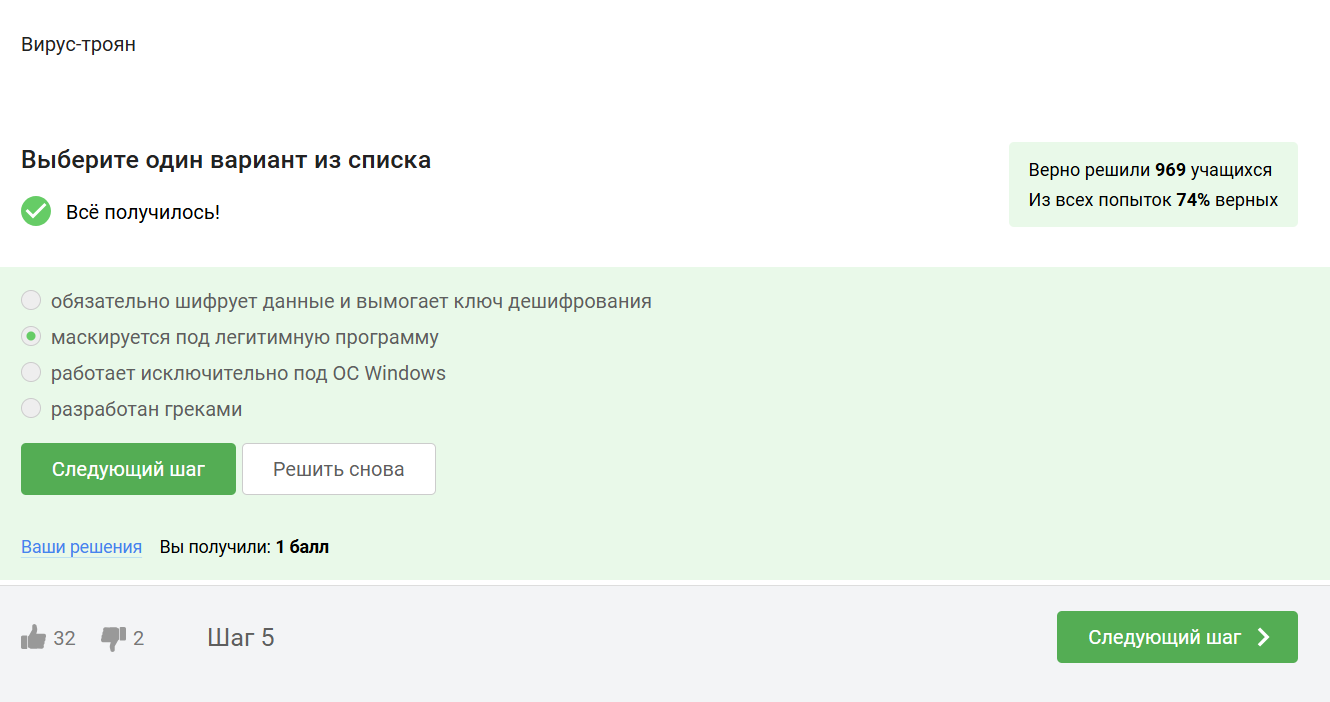 Вирус-троян
Выберите один вариант из списка
Всё получилось!
Верно решили 969 учащихся
Из всех попыток 74% верных
обязательно шифрует данные и вымогает ключ дешифрования
маскируется под легитимную программу
работает исключительно под ОС Windows
разработан греками
Следующий шаг
Решить снова
Ваши решения Вы получили: 1 балл
32 2 Шаг 5 Следующий шаг